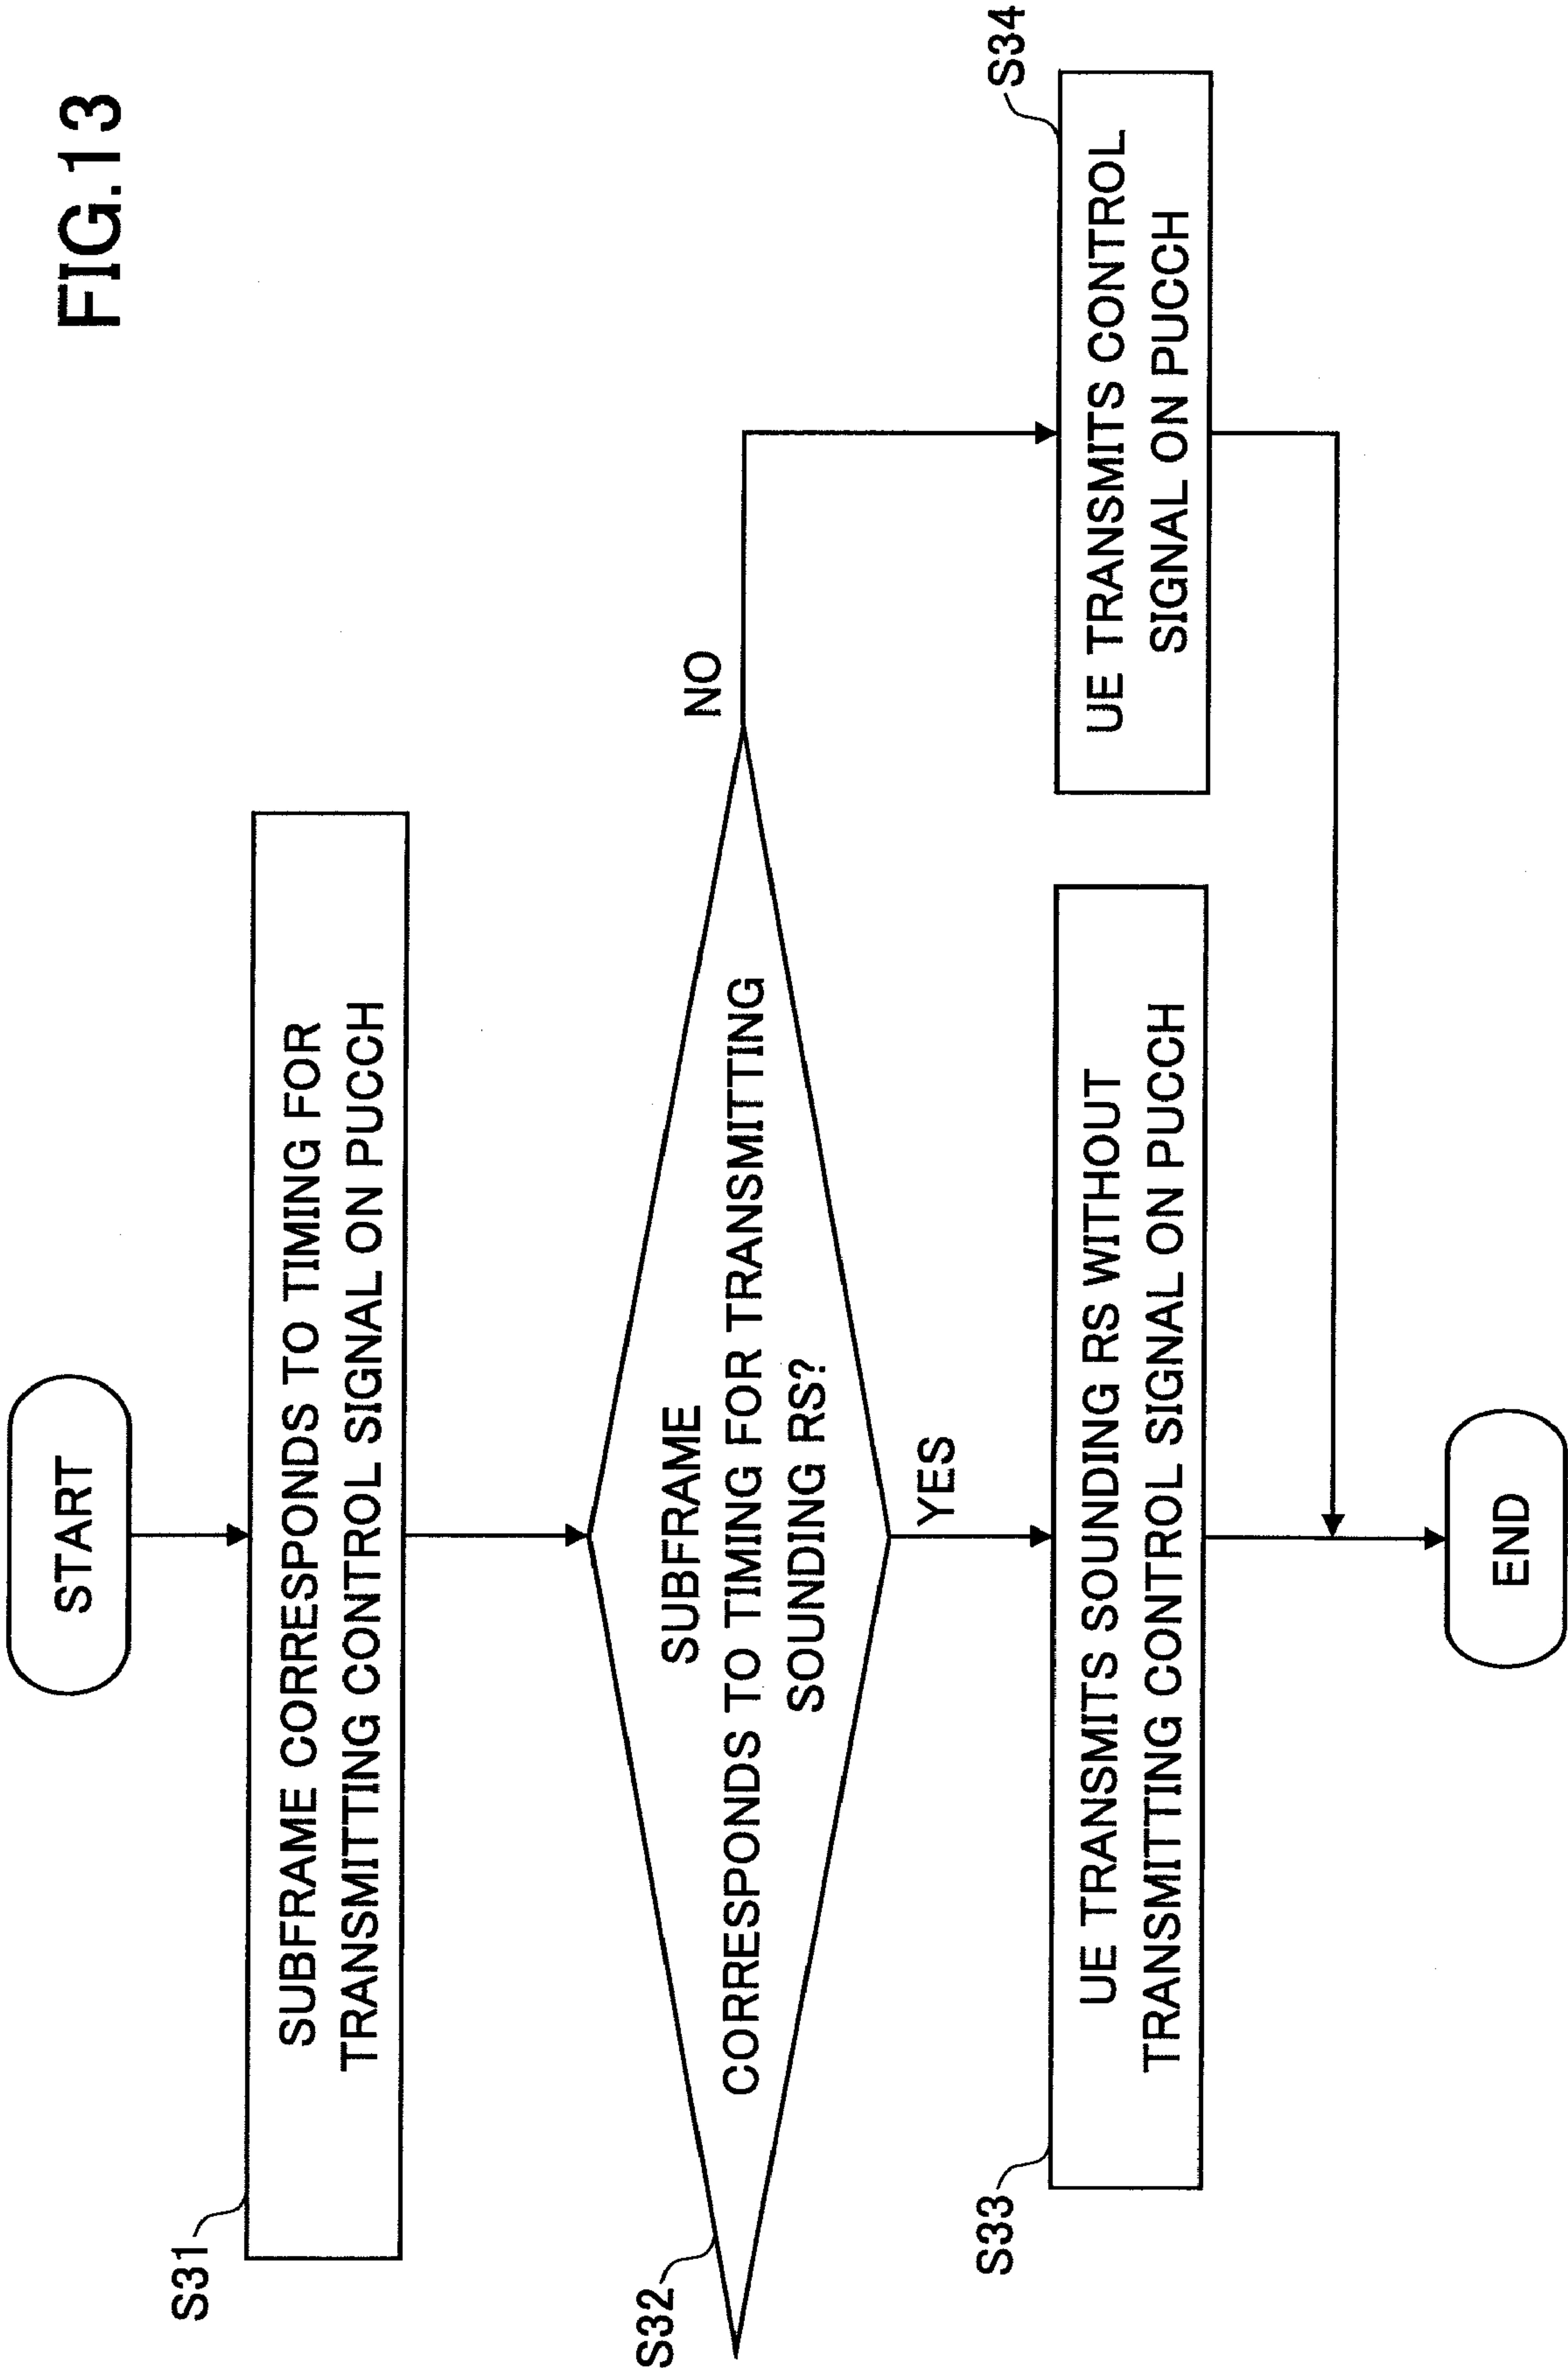 FIG.13
START
S31
SUBFRAME CORRESPONDS TO TIMING FOR
TRANSMITTING CONTROL SIGNAL ON PUCCH
S32
SUBFRAME
CORRESPONDS TO TIMING FOR TRANSMITTING
SOUNDING RS?
NO
YES
S33
UE TRANSMITS SOUNDING RS WITHOUT
TRANSMITTING CONTROL SIGNAL ON PUCCH
S34
UE TRANSMITS CONTROL
SIGNAL ON PUCCH
END